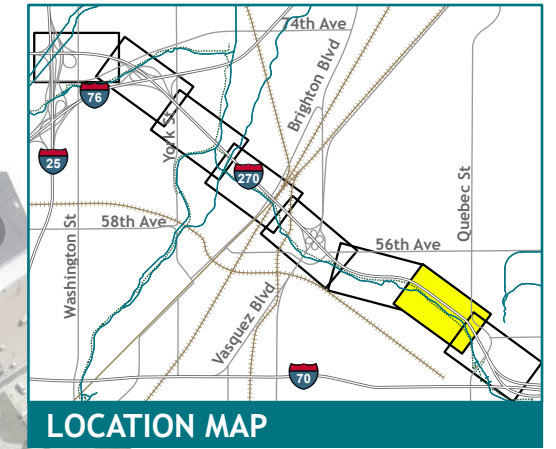 74th Ave
Brighton Blvd
76
York St
25
270
Quebec St
58th Ave
56th Ave
Washington St
Vasquez Blvd
70
LOCATION MAP